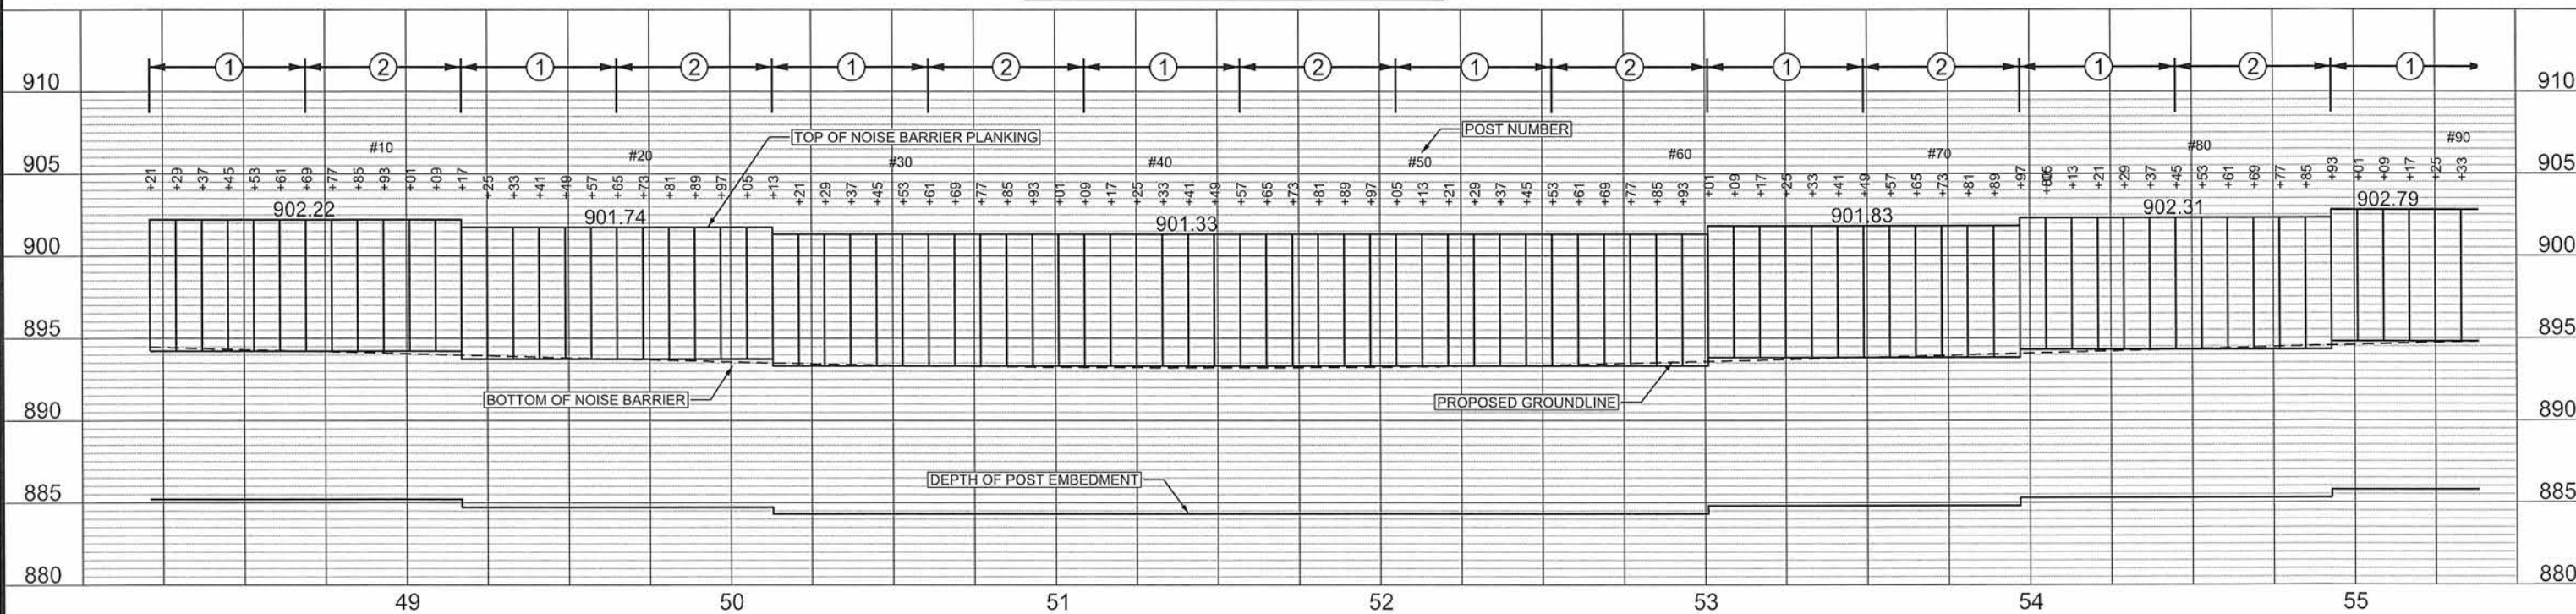 1 2 1 2 1 2 1 2 1 2 1 2 1 2 1
910 910
TOP OF NOISE BARRIER PLANKING
POST NUMBER
#10 #20 #30 #40 #50 #60 #70 #80 #90
905 905
+21 +29 +37 +45 +53 +61 +69 +77 +85 +93 +01 +09 +17 +25 +33 +41 +49 +57 +65 +73 +81 +89 +97 +05 +13 +21 +29 +37 +45 +53 +61 +69 +77 +85 +93 +01 +09 +17 +25 +33 +41 +49 +57 +65 +73 +81 +89 +97 +05 +13 +21 +29 +37 +45 +53 +61 +69 +77 +85 +93 +01 +09 +17 +25 +33 +41 +49 +57 +65 +73 +81 +89 +97 +13 +21 +29 +37 +45 +53 +61 +69 +77 +85 +93 +01 +09 +17 +25 +33
902.22 901.74 901.33 901.83 902.31 902.79
900 900
895 895
BOTTOM OF NOISE BARRIER
PROPOSED GROUNDLINE
890 890
DEPTH OF POST EMBEDMENT
885 885
880 880
49 50 51 52 53 54 55